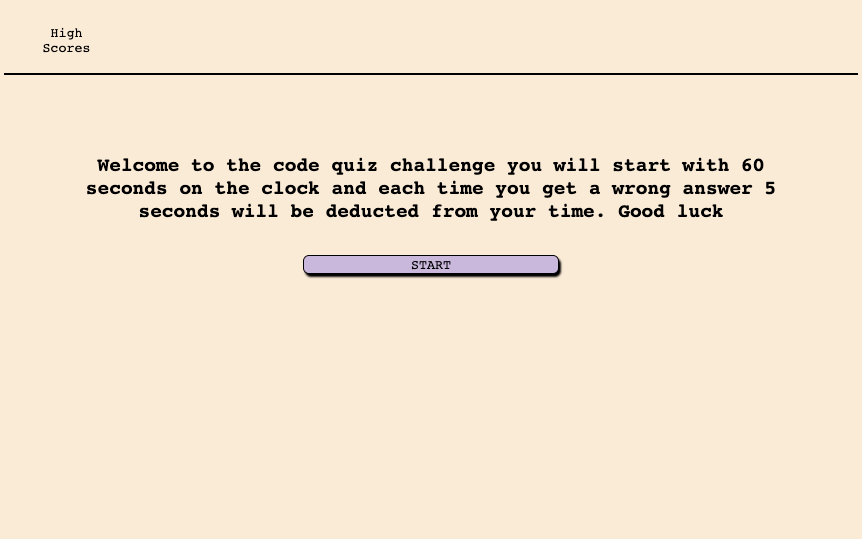 High
Scores
Welcome to the code quiz challenge you will start with 60
seconds on the clock and each time you get a wrong answer 5
seconds will be deducted from your time. Good luck
START